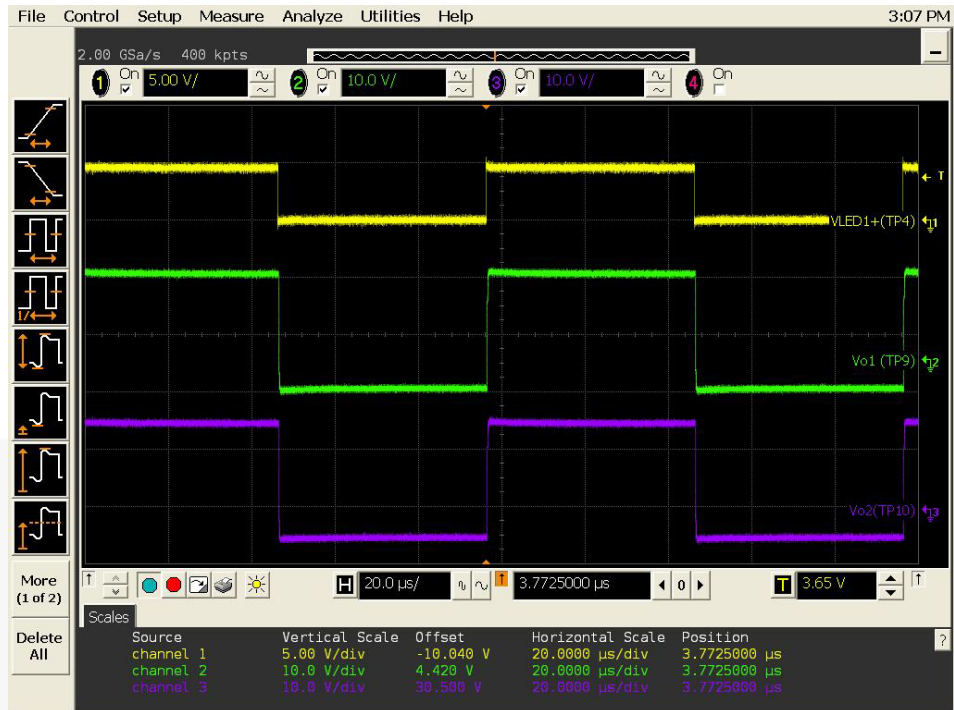 File Control Setup Measure Analyze Utilities Help 3:07 PM
2.00 GSa/s 400 kpts
1 On 5.00 V/ 2 On 10.0 V/ 3 On 10.0 V/ 4 On
T
VLED1+(TP4) 1
Vo1 (TP9) 2
Vo2(TP10) 3
1/
More
(1 of 2)
Delete
All
H 20.0 µs/ 3.7725000 µs 0 T 3.65 V
Scales
?
Source Vertical Scale Offset Horizontal Scale Position
channel 1 5.00 V/div -10.040 V 20.0000 µs/div 3.7725000 µs
channel 2 10.0 V/div 4.420 V 20.0000 µs/div 3.7725000 µs
channel 3 10.0 V/div 30.500 V 20.0000 µs/div 3.7725000 µs